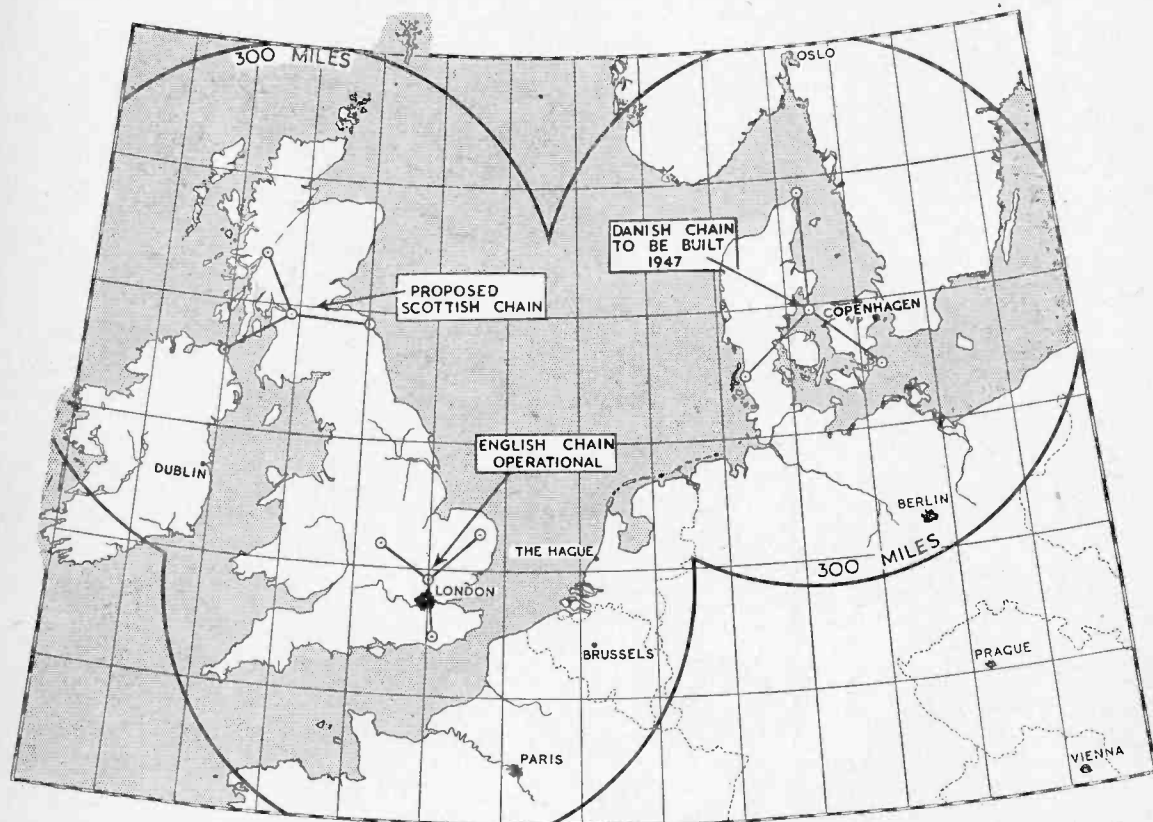 300 MILES
OSLO
DANISH CHAIN
TO BE BUILT
1947
PROPOSED
SCOTTISH CHAIN
COPENHAGEN
ENGLISH CHAIN
OPERATIONAL
DUBLIN
BERLIN
THE HAGUE
300 MILES
LONDON
BRUSSELS
PRAGUE
PARIS
VIENNA